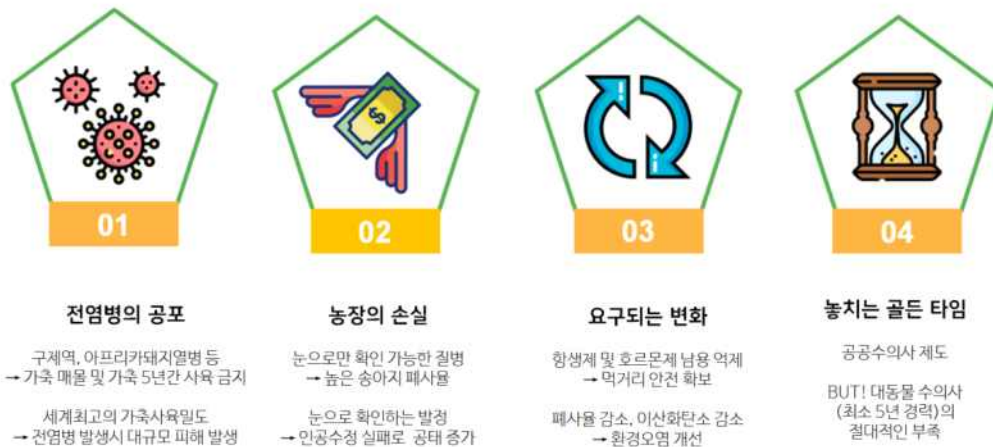 01
전염병의 공포
구제역, 아프리카돼지열병 등
→ 가축 매몰 및 가축 5년간 사육 금지
세계최고의 가축사육밀도
→ 전염병 발생시 대규모 피해 발생
02
농장의 손실
눈으로만 확인 가능한 질병
→ 높은 송아지 폐사율
눈으로 확인하는 발정
→ 인공수정 실패로 공태 증가
03
요구되는 변화
항생제 및 호르몬제 남용 억제
→ 먹거리 안전 확보
폐사율 감소, 이산화탄소 감소
→ 환경오염 개선
04
놓치는 골든 타임
공공수의사 제도
BUT! 대동물 수의사
(최소 5년 경력)의
절대적인 부족